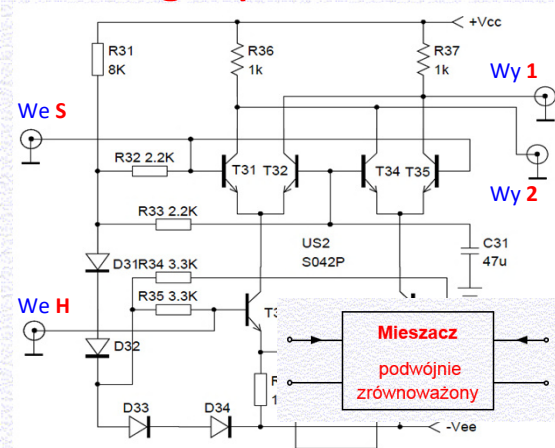 +Vcc
R31
8K
R36
1k
R37
1k
Wy 1
We S
R32 2.2K
T31
T32
T34
T35
Wy 2
R33 2.2K
US2
S042P
C31
47u
D31
R34 3.3K
R35 3.3K
We H
D32
Mieszacz
podwójnie
zrównoważony
D33
D34
-Vee